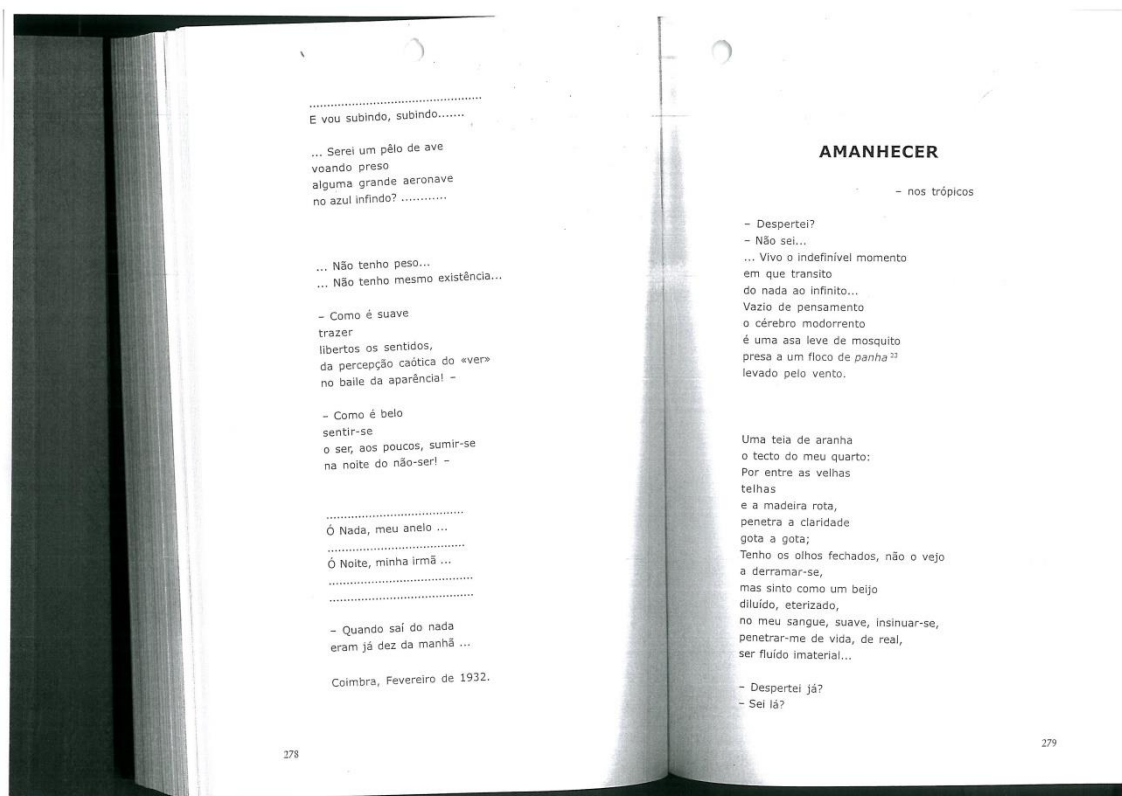 ..................................................
E vou subindo, subindo.......
... Serei um pêlo de ave
voando preso
alguma grande aeronave
no azul infindo? ............
... Não tenho peso...
... Não tenho mesmo existência...
– Como é suave
trazer
libertos os sentidos,
da percepção caótica do «ver»
no baile da aparência! –
– Como é belo
sentir-se
o ser, aos poucos, sumir-se
na noite do não-ser! –
.......................................
Ó Nada, meu anelo ...
.......................................
Ó Noite, minha irmã ...
.........................................
.........................................
– Quando saí do nada
eram já dez da manhã ...
Coimbra, Fevereiro de 1932.
278
AMANHECER
– nos trópicos
– Despertei?
– Não sei...
... Vivo o indefinível momento
em que transito
do nada ao infinito...
Vazio de pensamento
o cérebro modorrento
é uma asa leve de mosquito
presa a um floco de panha 23
levado pelo vento.
Uma teia de aranha
o tecto do meu quarto:
Por entre as velhas
telhas
e a madeira rota,
penetra a claridade
gota a gota;
Tenho os olhos fechados, não o vejo
a derramar-se,
mas sinto como um beijo
diluído, eterizado,
no meu sangue, suave, insinuar-se,
penetrar-me de vida, de real,
ser fluído imaterial...
– Despertei já?
– Sei lá?
279